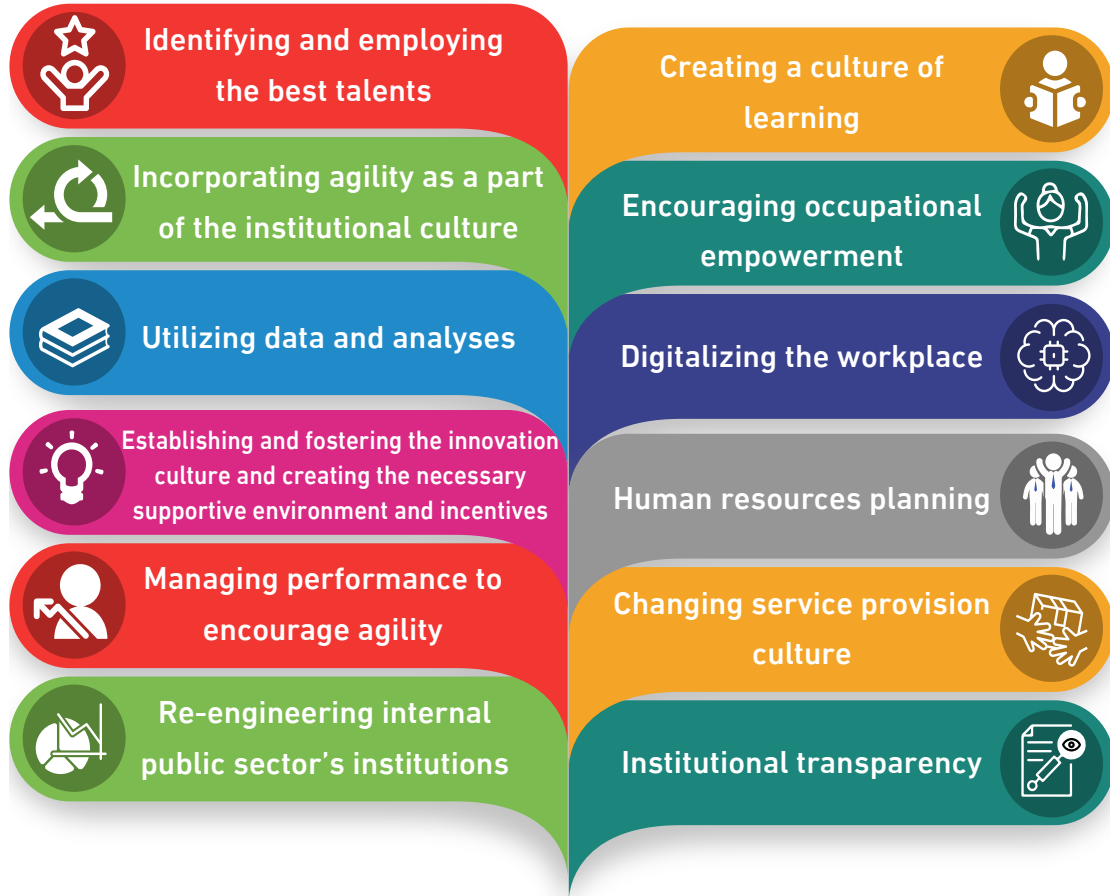 Identifying and employing
the best talents
Creating a culture of
learning
Incorporating agility as a part
of the institutional culture
Encouraging occupational
empowerment
Utilizing data and analyses
Digitalizing the workplace
Establishing and fostering the innovation
culture and creating the necessary
supportive environment and incentives
Human resources planning
Managing performance to
encourage agility
Changing service provision
culture
Re-engineering internal
public sector’s institutions
Institutional transparency